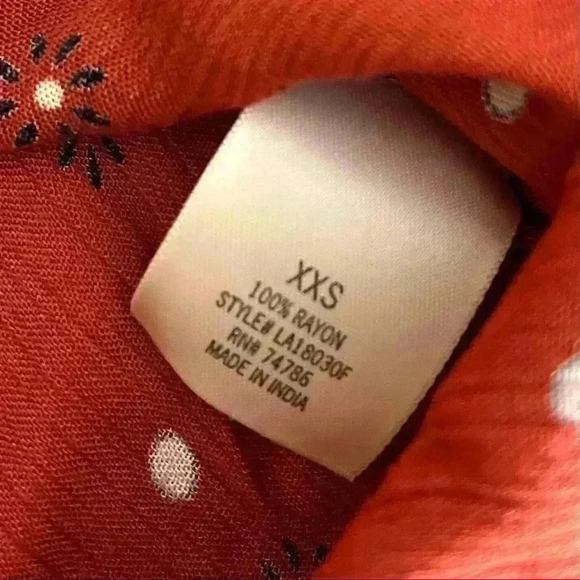 XXS
100% RAYON
STYLE# LA18030F
RN# 74786
MADE IN INDIA